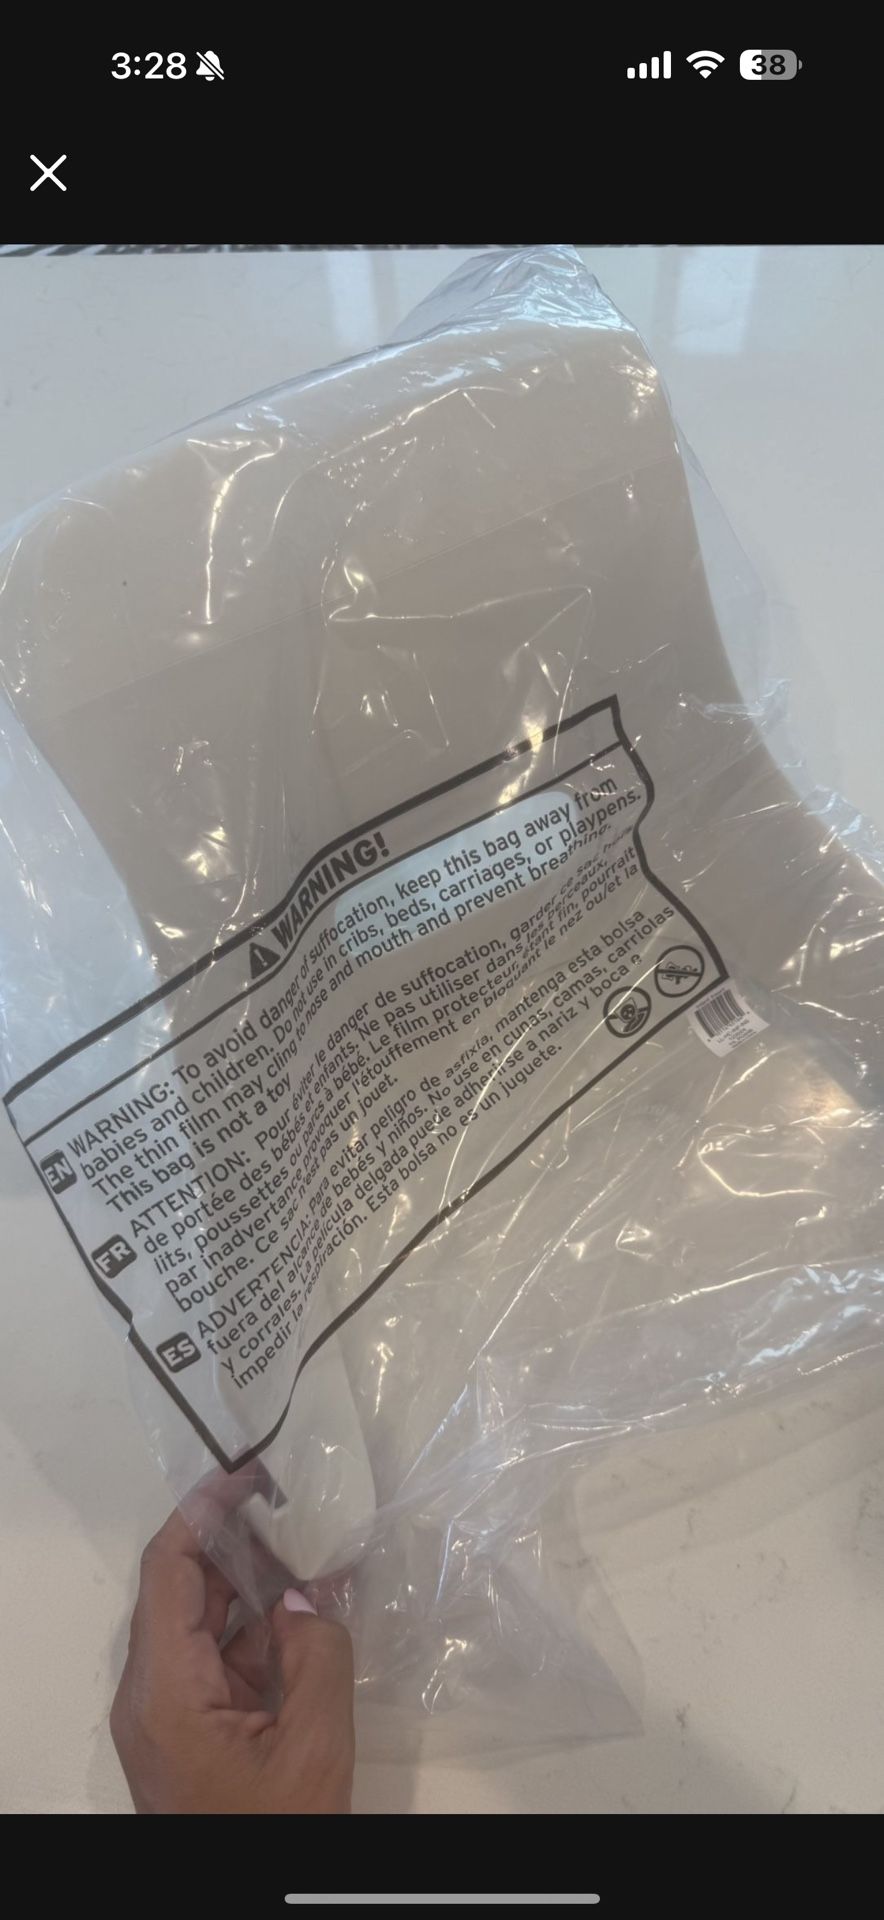 3:28
38
WARNING!
EN WARNING: To avoid danger of suffocation, keep this bag away from
babies and children. Do not use in cribs, beds, carriages, or playpens.
The thin film may cling to nose and mouth and prevent breathing.
This bag is not a toy
FR ATTENTION: Pour éviter le danger de suffocation, garder ce sac hors
de portée des bébés et enfants. Ne pas utiliser dans les berceaux,
lits, poussettes ou parcs à bébé. Le film protecteur, étant fin, pourrait
par inadvertance provoquer l'étouffement en bloquant le nez ou/et la
bouche. Ce sac n'est pas un jouet.
ES ADVERTENCIA: Para evitar peligro de asfixia, mantenga esta bolsa
fuera del alcance de bebés y niños. No use en cunas, camas, carriolas
y corrales. La película delgada puede adherirse a nariz y boca e
impedir la respiración. Esta bolsa no es un juguete.